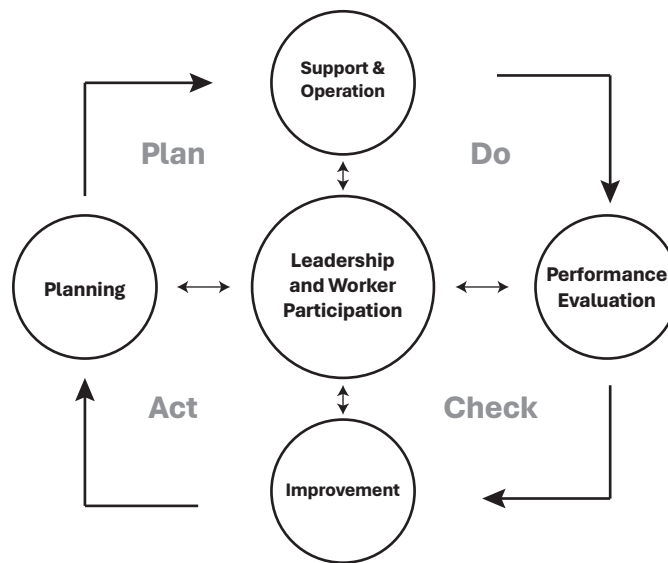 Support &
Operation
Plan
Do
Planning
Leadership
and Worker
Participation
Performance
Evaluation
Act
Check
Improvement